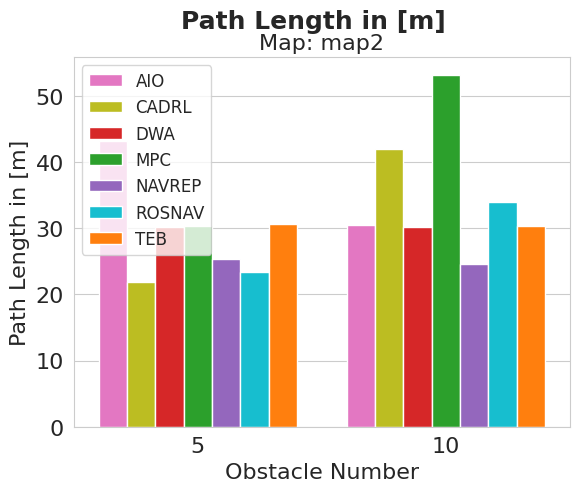 Path Length in [m]
Map: map2
Path Length in [m]
50
40
30
20
10
0
AIO
CADRL
DWA
MPC
NAVREP
ROSNAV
TEB
5
10
Obstacle Number